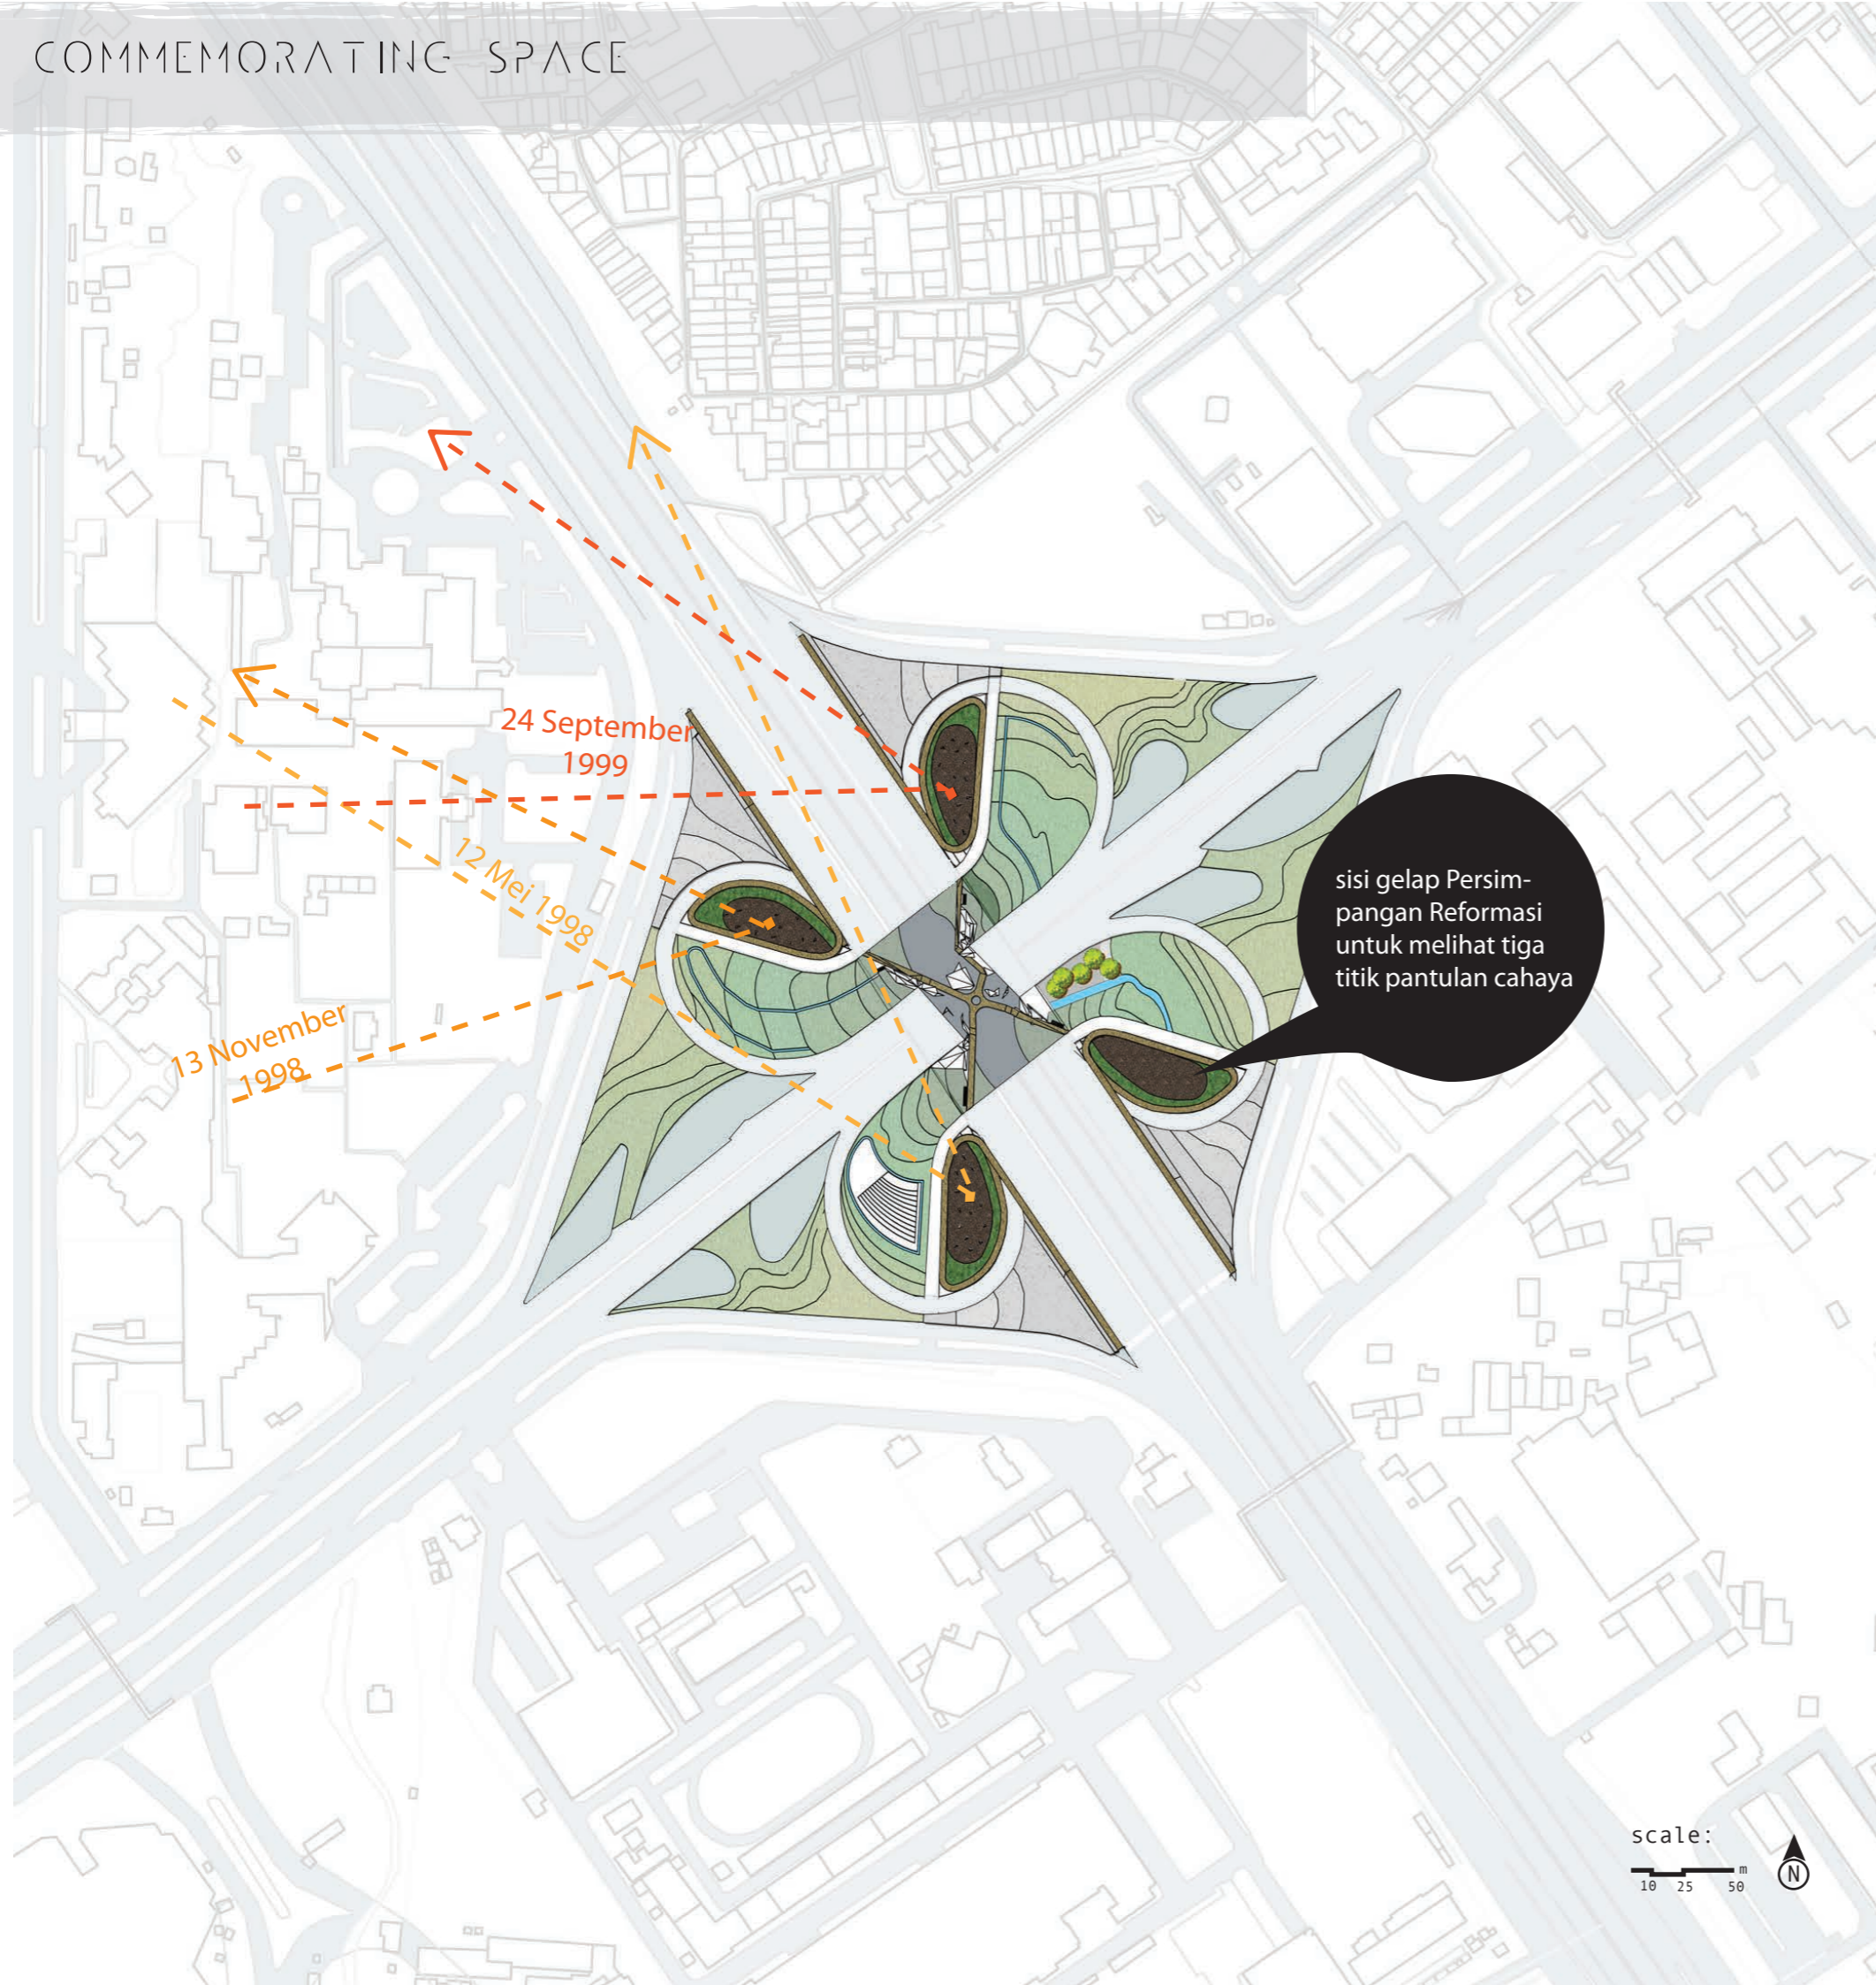 COMMEMORATING SPACE
24 September
1999
12 Mei 1998
13 November
1998
sisi gelap Persim-
pangan Reformasi
untuk melihat tiga
titik pantulan cahaya
scale:
m
10 25 50
N